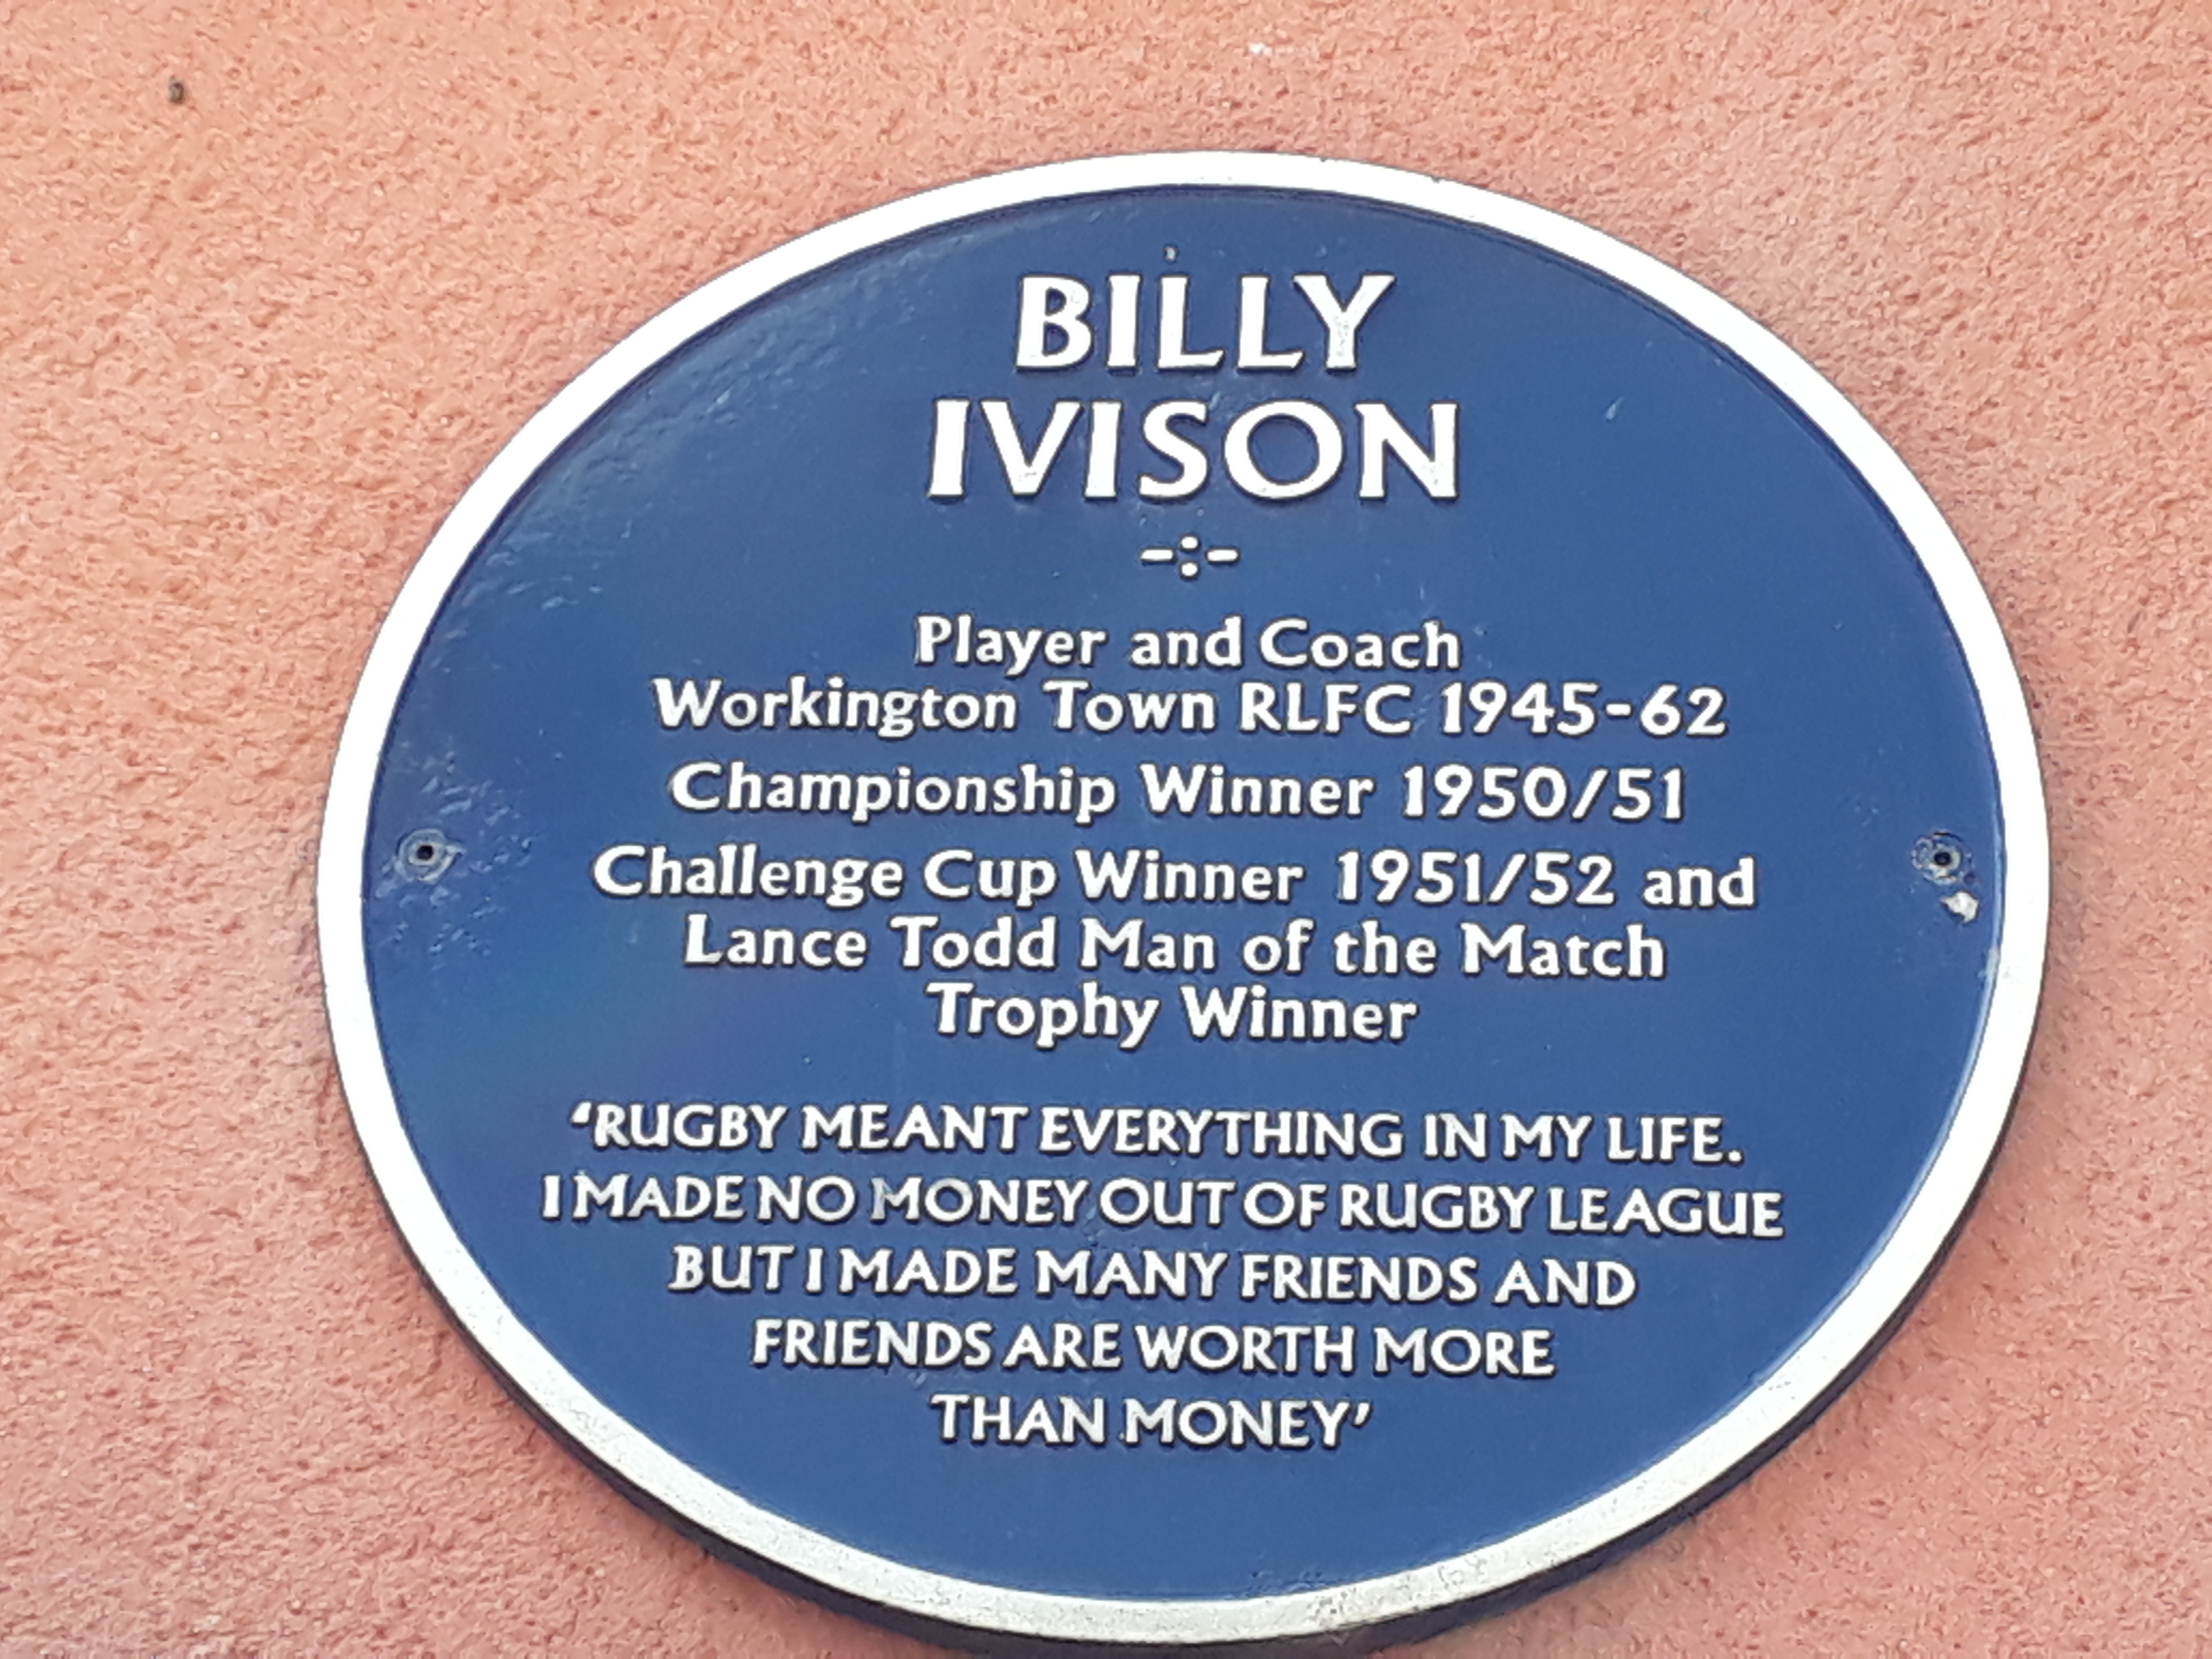 BILLY
IVISON
-:-
Player and Coach
Workington Town RLFC 1945-62
Championship Winner 1950/51
Challenge Cup Winner 1951/52 and
Lance Todd Man of the Match
Trophy Winner
‘RUGBY MEANT EVERYTHING IN MY LIFE.
I MADE NO MONEY OUT OF RUGBY LEAGUE
BUT I MADE MANY FRIENDS AND
FRIENDS ARE WORTH MORE
THAN MONEY’